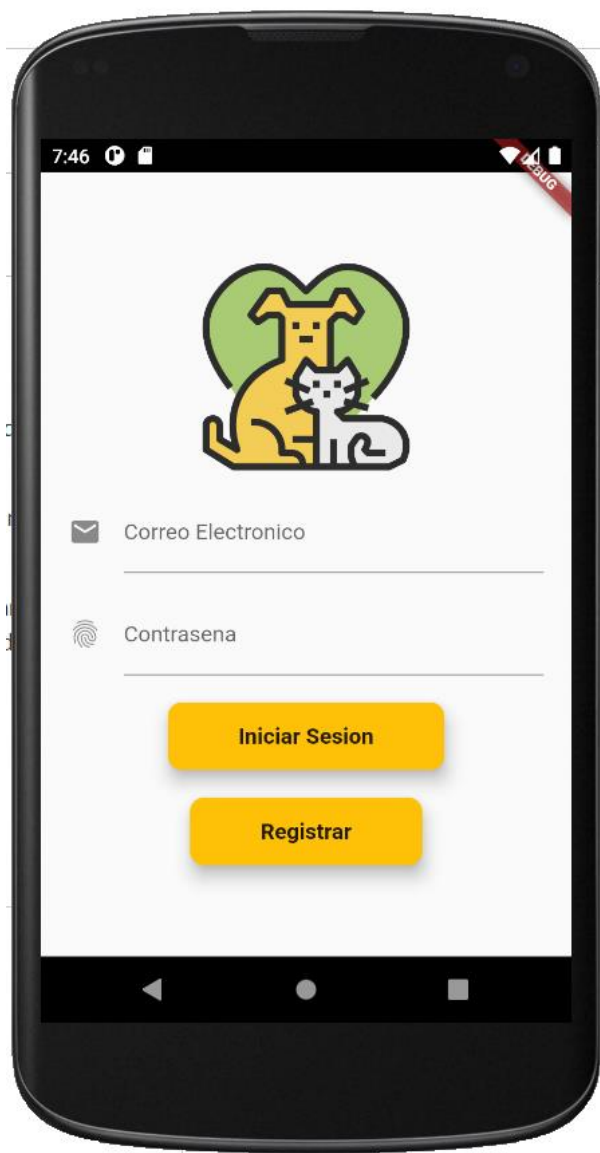 7:46
DEBUG
Correo Electronico
Contrasena
Iniciar Sesion
Registrar